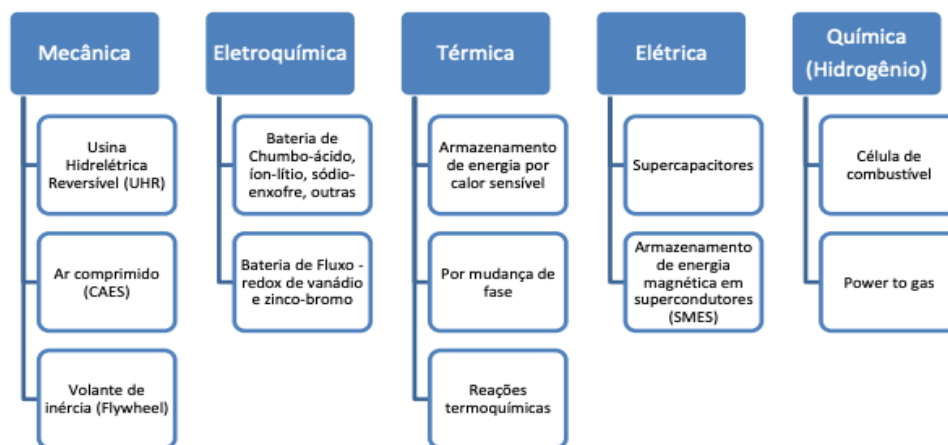 Mecânica
Usina
Hidrelétrica
Reversível (UHR)
Ar comprimido
(CAES)
Volante de
inércia (Flywheel)
Eletroquímica
Bateria de
Chumbo-ácido,
íon-lítio, sódio-
enxofre, outras
Bateria de Fluxo -
redox de vanádio
e zinco-bromo
Térmica
Armazenamento
de energia por
calor sensível
Por mudança de
fase
Reações
termoquímicas
Elétrica
Supercapacitores
Armazenamento
de energia
magnética em
supercondutores
(SMES)
Química
(Hidrogênio)
Célula de
combustível
Power to gas